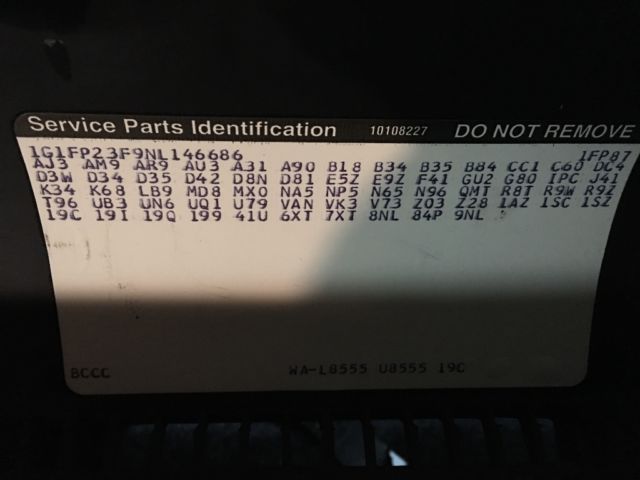 Service Parts Identification 10108227 DO NOT REMOVE
1G1FP23F9NL146686 1FP87
AJ3 AM9 AR9 AU3 A31 A90 B18 B34 B35 B84 CC1 C60 DC4
D3W D34 D35 D42 D8N D81 E5Z E9Z F41 GU2 G80 IPC J41
K34 K68 LB9 MD8 MX0 NA5 NP5 N65 N96 QMT R8T R9W R9Z
T96 UB3 UN6 UQ1 U79 VAN VK3 V73 Z03 Z28 1AZ 1SC 1SZ
19C 19I 19Q 199 41U 6XT 7XT 8NL 84P 9NL
BCCC WA-L8555 U8555 19C